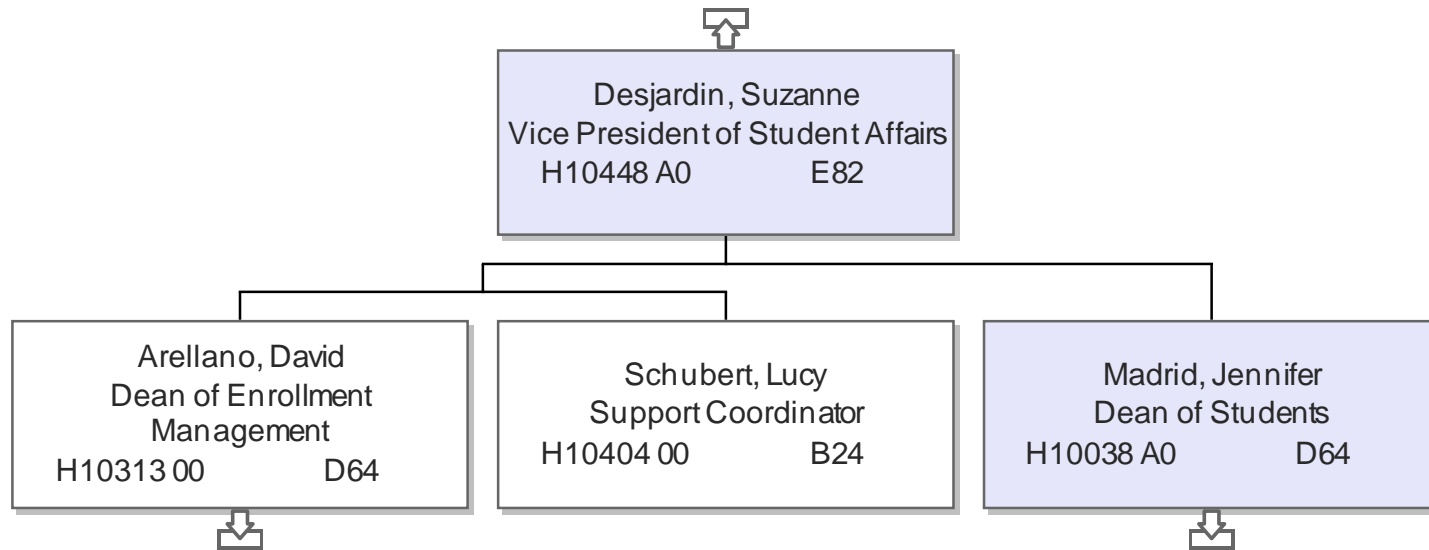 Desjardin, Suzanne
Vice President of Student Affairs
H10448 A0 E82
Arellano, David
Dean of Enrollment
Management
H10313 00 D64
Schubert, Lucy
Support Coordinator
H10404 00 B24
Madrid, Jennifer
Dean of Students
H10038 A0 D64